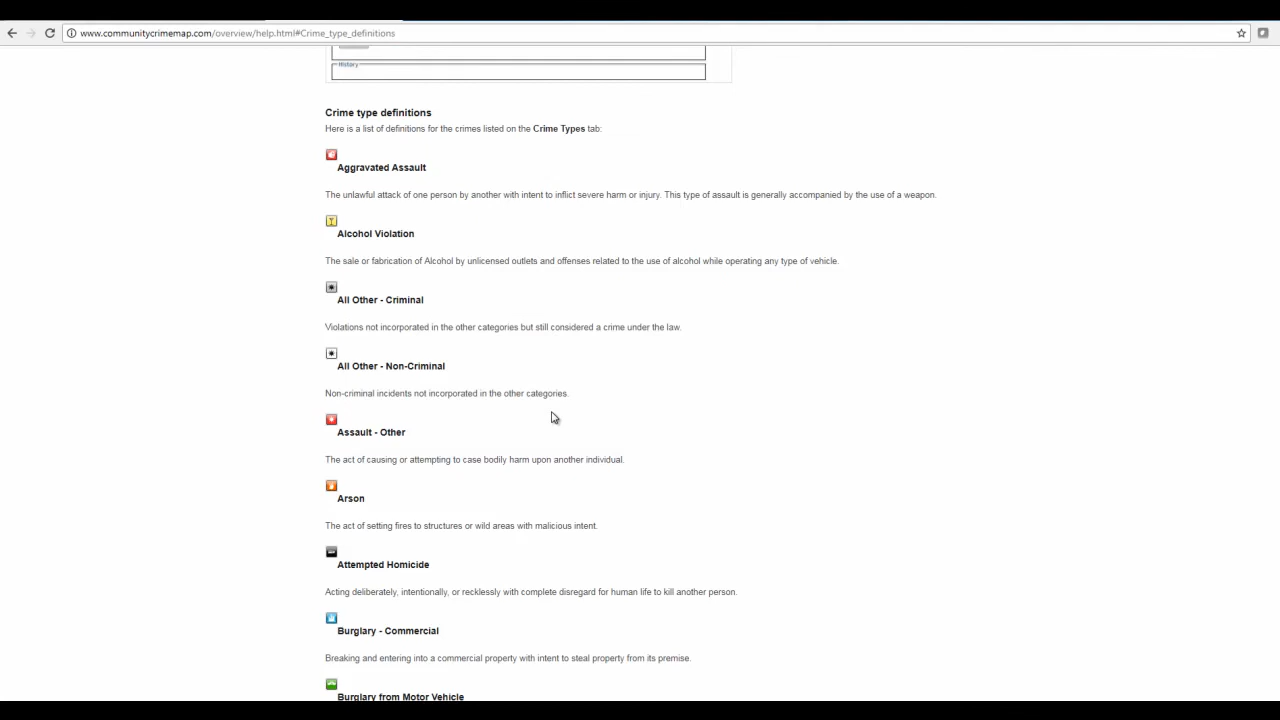 www.communitycrimemap.com/overview/help.html#Crime_type_definitions
History
Crime type definitions
Here is a list of definitions for the crimes listed on the Crime Types tab:
Aggravated Assault
The unlawful attack of one person by another with intent to inflict severe harm or injury. This type of assault is generally accompanied by the use of a weapon.
Alcohol Violation
The sale or fabrication of Alcohol by unlicensed outlets and offenses related to the use of alcohol while operating any type of vehicle.
All Other - Criminal
Violations not incorporated in the other categories but still considered a crime under the law.
All Other - Non-Criminal
Non-criminal incidents not incorporated in the other categories.
Assault - Other
The act of causing or attempting to case bodily harm upon another individual.
Arson
The act of setting fires to structures or wild areas with malicious intent.
Attempted Homicide
Acting deliberately, intentionally, or recklessly with complete disregard for human life to kill another person.
Burglary - Commercial
Breaking and entering into a commercial property with intent to steal property from its premise.
Burglary from Motor Vehicle